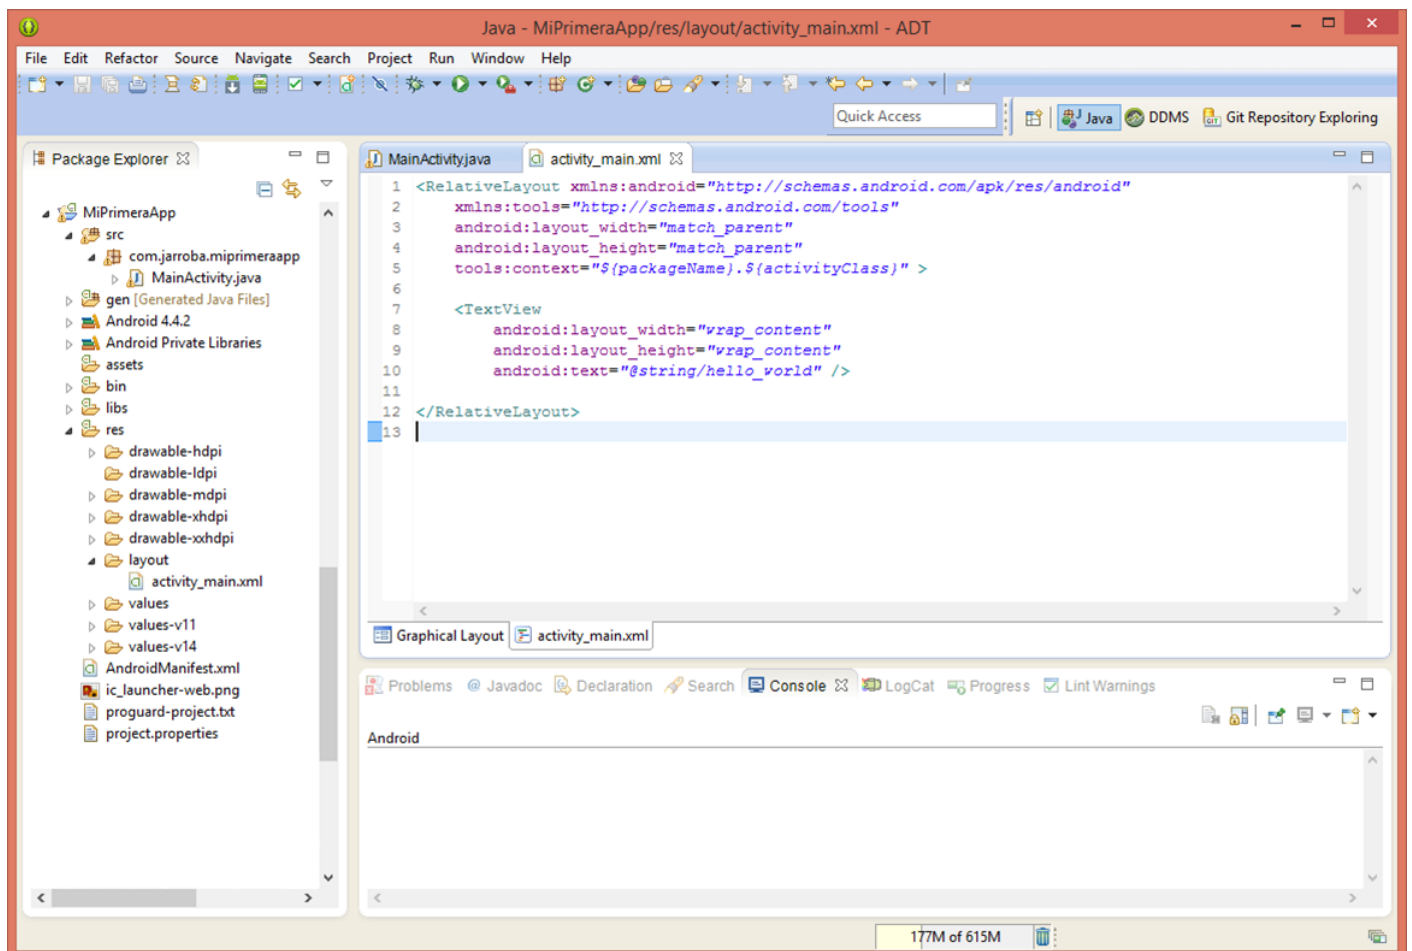 Java - MiPrimeraApp/res/layout/activity_main.xml - ADT
File Edit Refactor Source Navigate Search Project Run Window Help
Quick Access
Java DDMS Git Repository Exploring
Package Explorer
MiPrimeraApp
src
com.jarroba.miprimeraapp
MainActivity.java
gen [Generated Java Files]
Android 4.4.2
Android Private Libraries
assets
bin
libs
res
drawable-hdpi
drawable-ldpi
drawable-mdpi
drawable-xhdpi
drawable-xxhdpi
layout
activity_main.xml
values
values-v11
values-v14
AndroidManifest.xml
ic_launcher-web.png
proguard-project.txt
project.properties
MainActivity.java activity_main.xml
1 <RelativeLayout xmlns:android="http://schemas.android.com/apk/res/android"
2 xmlns:tools="http://schemas.android.com/tools"
3 android:layout_width="match_parent"
4 android:layout_height="match_parent"
5 tools:context="${packageName}.${activityClass}" >
6
7 <TextView
8 android:layout_width="wrap_content"
9 android:layout_height="wrap_content"
10 android:text="@string/hello_world" />
11
12 </RelativeLayout>
13
Graphical Layout activity_main.xml
Problems @ Javadoc Declaration Search Console LogCat Progress Lint Warnings
Android
177M of 615M